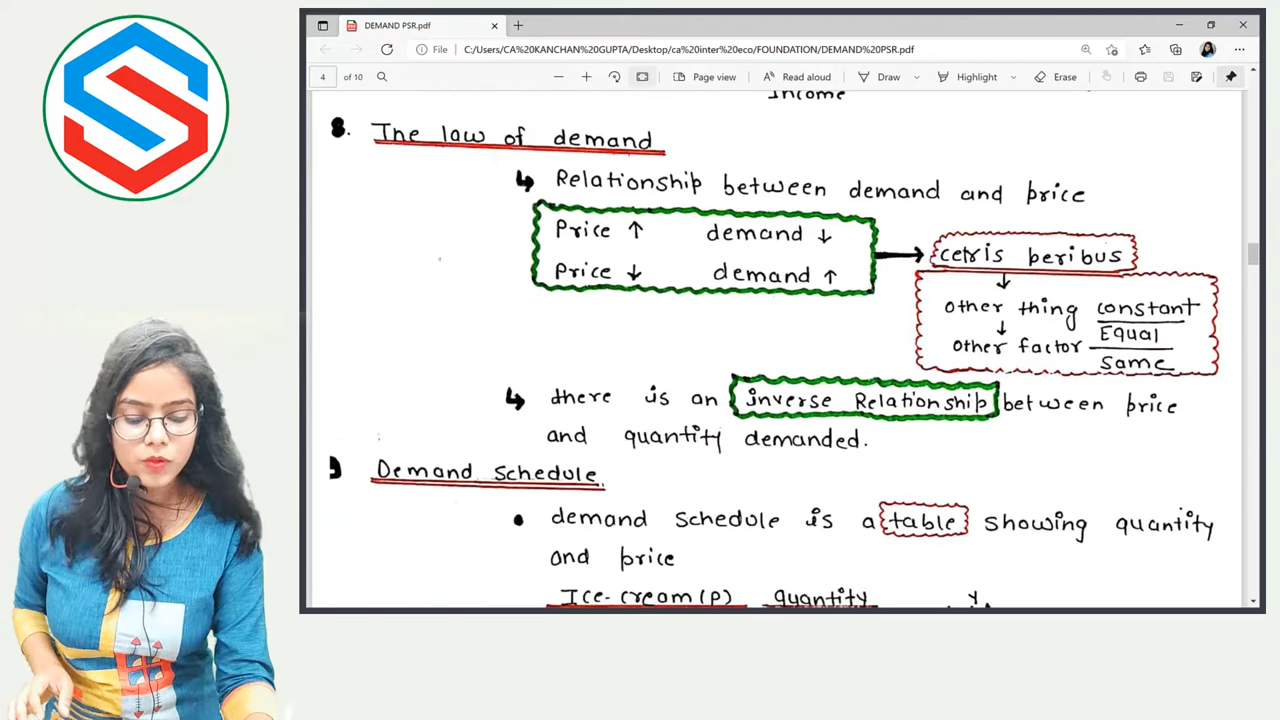 DEMAND PSR.pdf
File C:/Users/CA%20KANCHAN%20GUPTA/Desktop/ca%20inter%20eco/FOUNDATION/DEMAND%20PSR.pdf
4 of 10 Page view Read aloud Draw Highlight Erase
Income
8. The law of demand
↳ Relationship between demand and price
Price ↑ demand ↓
Price ↓ demand ↑
→ cetris peribus
↓
other thing constant
↓ Equal
other factor
Same
↳ there is an inverse Relationship between price
and quantity demanded.
Demand Schedule.
• demand schedule is a table showing quantity
and price
Ice-cream (P) quantity
Y